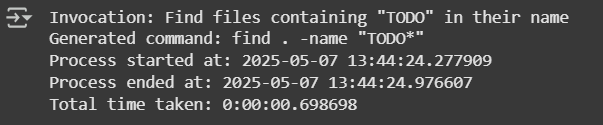 Invocation: Find files containing "TODO" in their name
Generated command: find . -name "TODO*"
Process started at: 2025-05-07 13:44:24.277909
Process ended at: 2025-05-07 13:44:24.976607
Total time taken: 0:00:00.698698